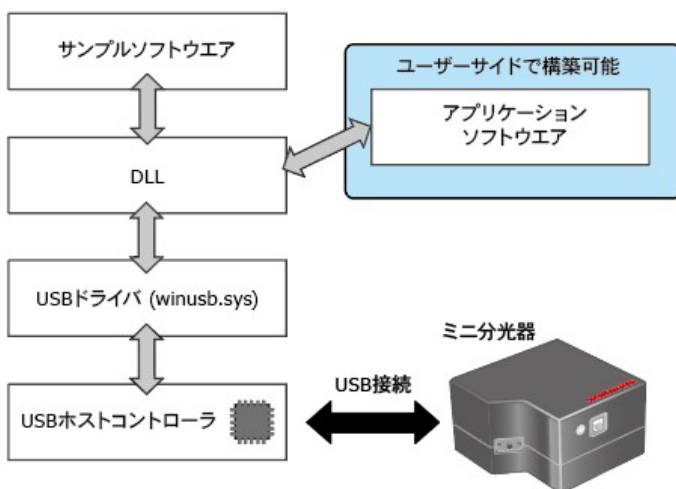 サンプルソフトウエア
ユーザーサイドで構築可能
アプリケーション
ソフトウエア
DLL
USBドライバ (winusb.sys)
ミニ分光器
USB接続
USBホストコントローラ